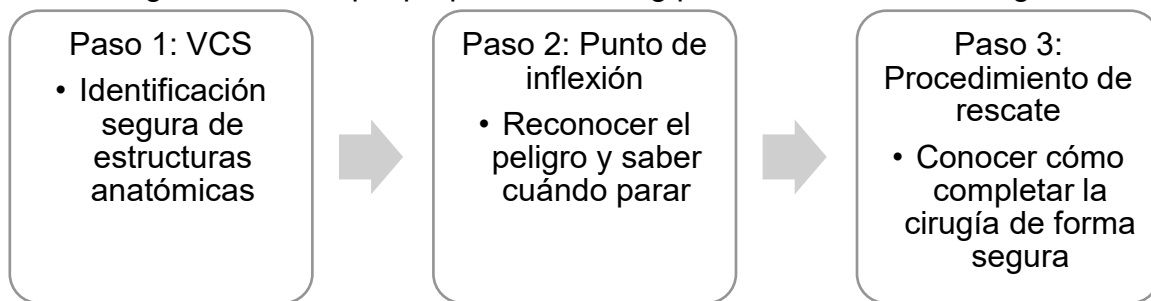 Paso 1: VCS
• Identificación
segura de
estructuras
anatómicas
Paso 2: Punto de
inflexión
• Reconocer el
peligro y saber
cuándo parar
Paso 3:
Procedimiento de
rescate
• Conocer cómo
completar la
cirugía de forma
segura